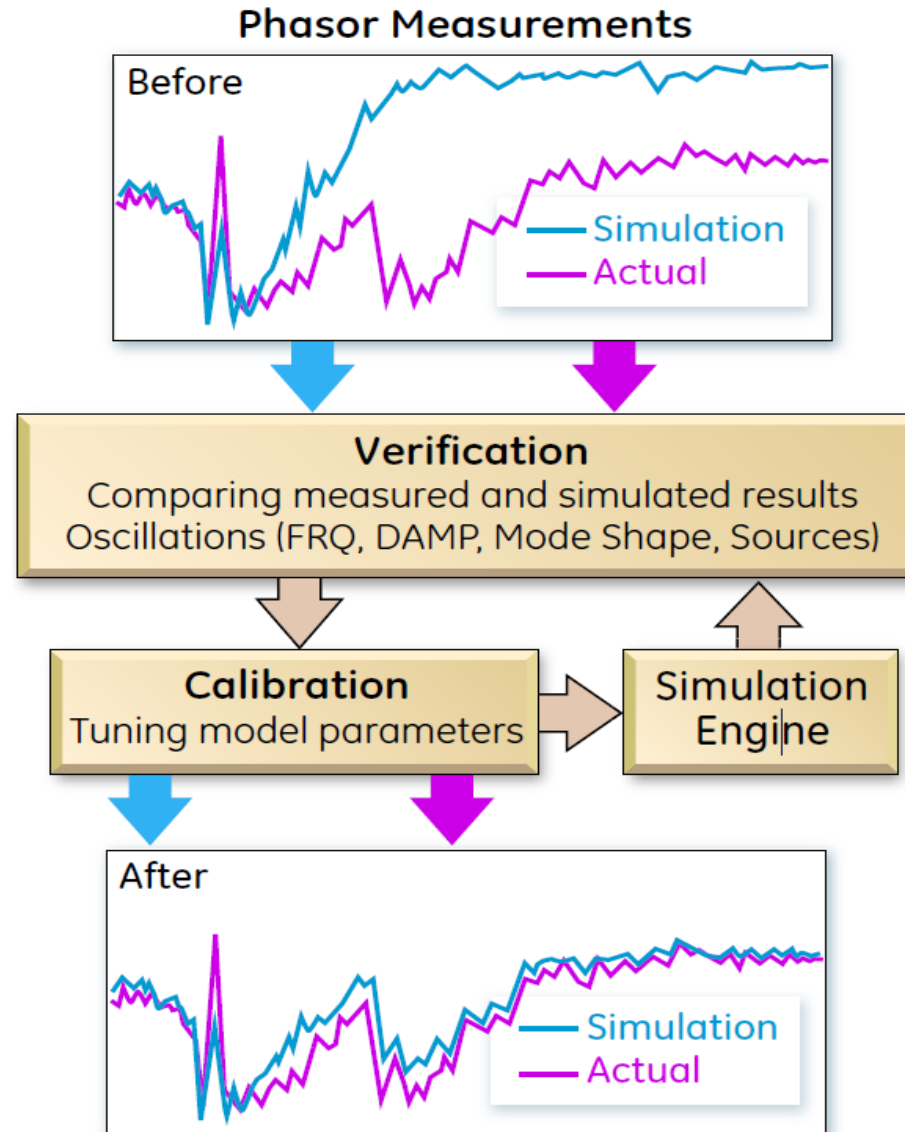 Phasor Measurements
Before
Simulation
Actual
Verification
Comparing measured and simulated results
Oscillations (FRQ, DAMP, Mode Shape, Sources)
Calibration
Tuning model parameters
Simulation
Engine
After
Simulation
Actual